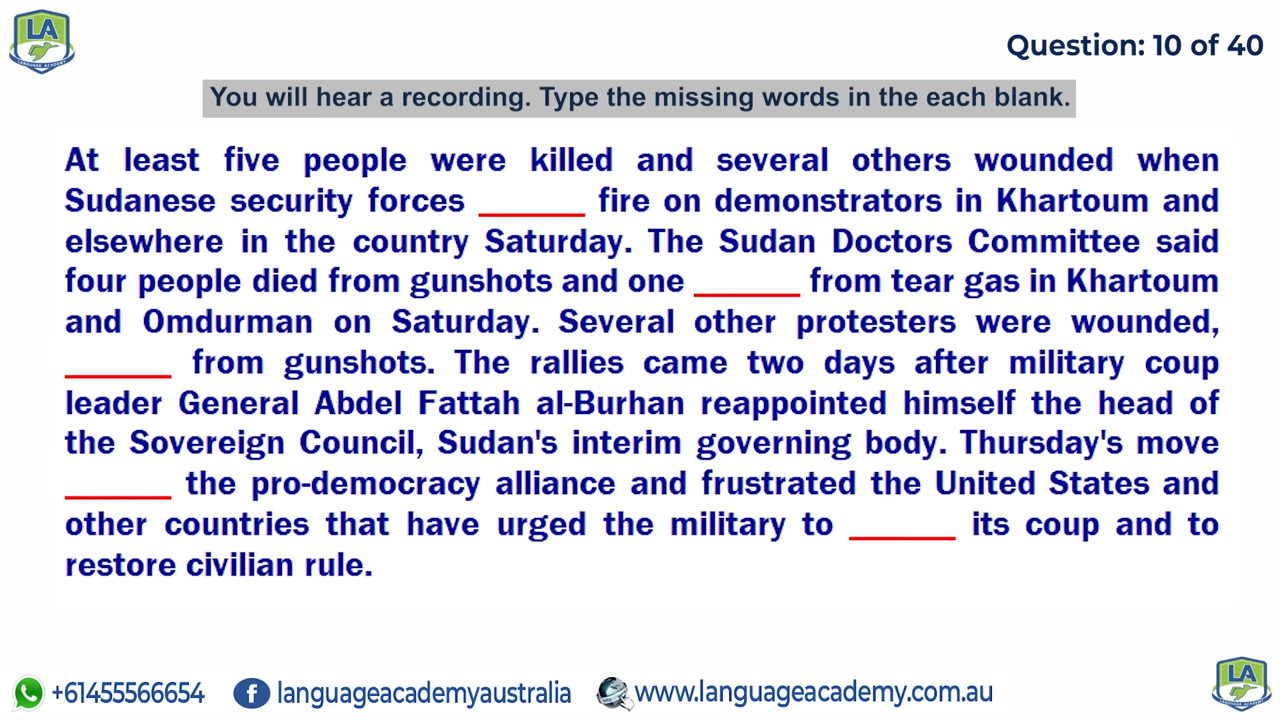 LA
LANGUAGE ACADEMY
Question: 10 of 40
You will hear a recording. Type the missing words in the each blank.
At least five people were killed and several others wounded when
Sudanese security forces ______ fire on demonstrators in Khartoum and
elsewhere in the country Saturday. The Sudan Doctors Committee said
four people died from gunshots and one ______ from tear gas in Khartoum
and Omdurman on Saturday. Several other protesters were wounded,
______ from gunshots. The rallies came two days after military coup
leader General Abdel Fattah al-Burhan reappointed himself the head of
the Sovereign Council, Sudan's interim governing body. Thursday's move
______ the pro-democracy alliance and frustrated the United States and
other countries that have urged the military to ______ its coup and to
restore civilian rule.
+61455566654
languageacademyaustralia
www.languageacademy.com.au
LA
LANGUAGE ACADEMY